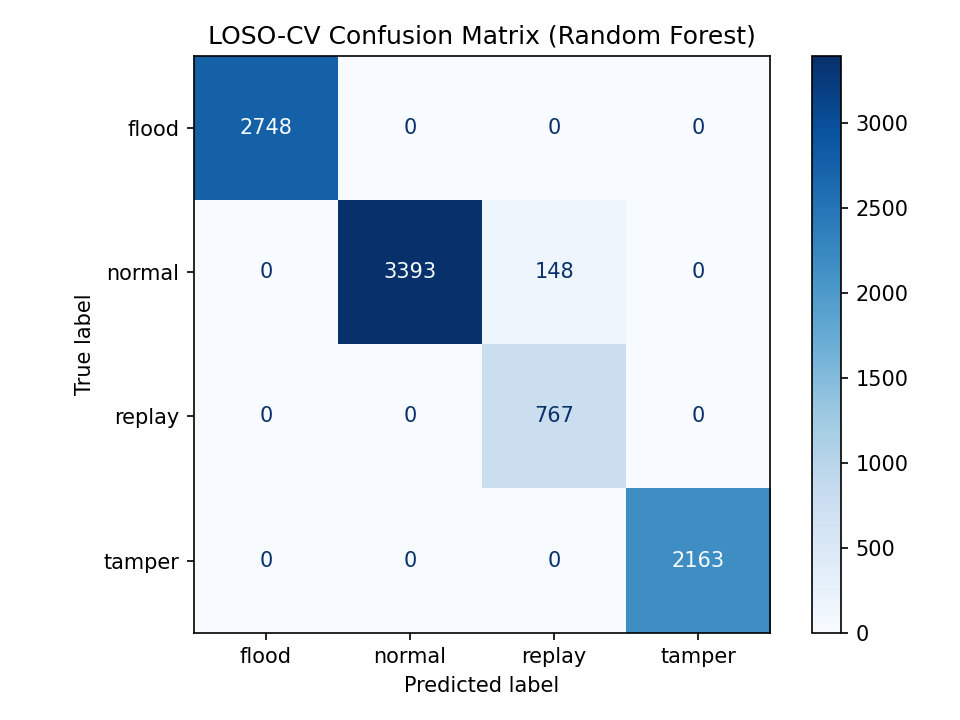 LOSO-CV Confusion Matrix (Random Forest)
flood 2748 0 0 0
normal 0 3393 148 0
replay 0 0 767 0
tamper 0 0 0 2163
flood normal replay tamper
Predicted label
True label
3000
2500
2000
1500
1000
500
0